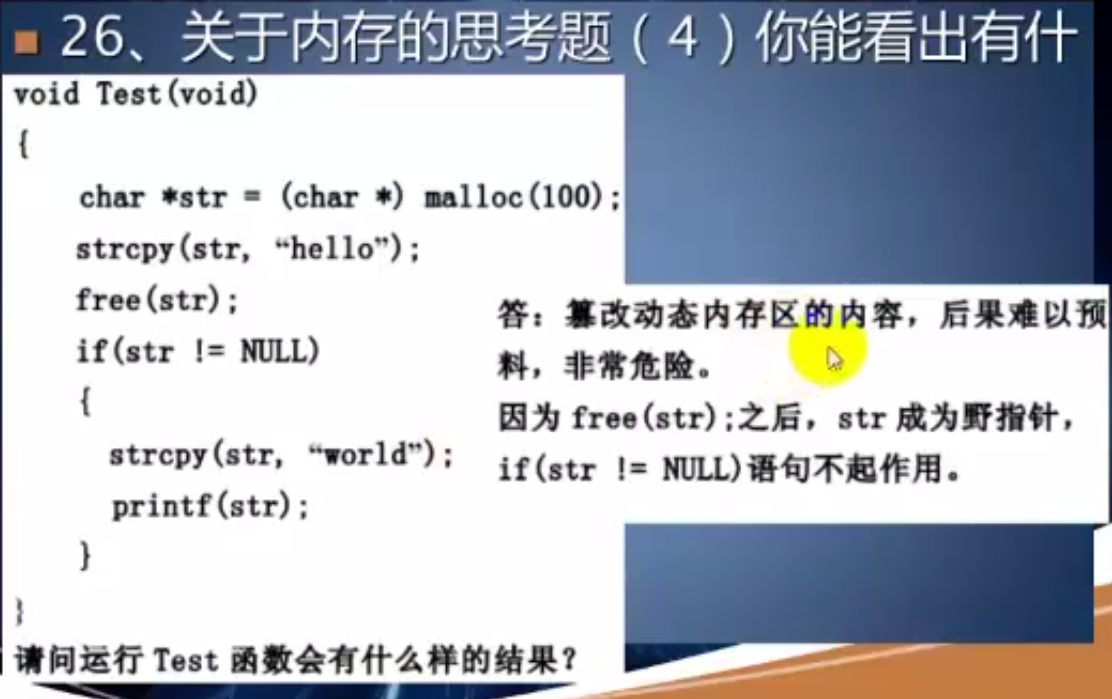 26、关于内存的思考题（4）你能看出有什
void Test(void)
{
char *str = (char *) malloc(100);
strcpy(str, “hello”);
free(str);
if(str != NULL)
{
strcpy(str, “world”);
printf(str);
}
}
请问运行 Test 函数会有什么样的结果？
答：篡改动态内存区的内容，后果难以预
料，非常危险。
因为 free(str);之后，str 成为野指针，
if(str != NULL)语句不起作用。